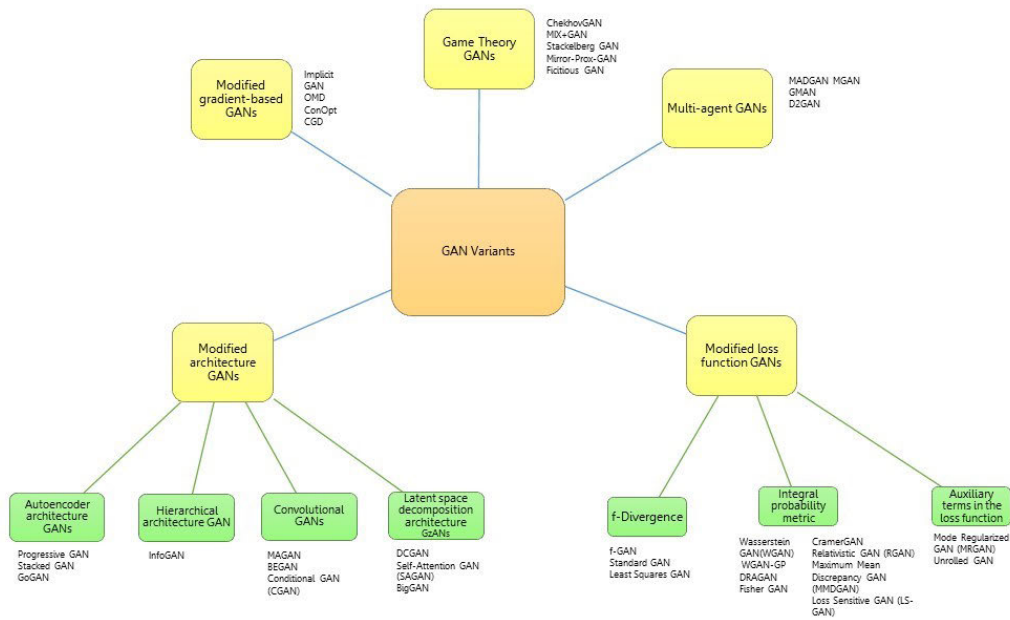 Game Theory
GANs
ChekhovGAN
MIX+GAN
Stackelberg GAN
Mirror-Prox-GAN
Ficitious GAN
Modified
gradient-based
GANs
Implicit
GAN
OMD
ConOpt
CGD
Multi-agent GANs
MADGAN MGAN
GMAN
D2GAN
GAN Variants
Modified
architecture
GANs
Modified loss
function GANs
Autoencoder
architecture
GANs
Progressive GAN
Stacked GAN
GoGAN
Hierarchical
architecture GAN
InfoGAN
Convolutional
GANs
MAGAN
BEGAN
Conditional GAN
(CGAN)
Latent space
decomposition
architecture
GzANs
DCGAN
Self-Attention GAN
(SAGAN)
BigGAN
f-Divergence
f-GAN
Standard GAN
Least Squares GAN
Integral
probability
metric
Wasserstein
GAN(WGAN)
WGAN-GP
DRAGAN
Fisher GAN
CramerGAN
Relativistic GAN (RGAN)
Maximum Mean
Discrepancy GAN
(MMDGAN)
Loss Sensitive GAN (LS-
GAN)
Auxiliary
terms in the
loss function
Mode Regularized
GAN (MRGAN)
Unrolled GAN